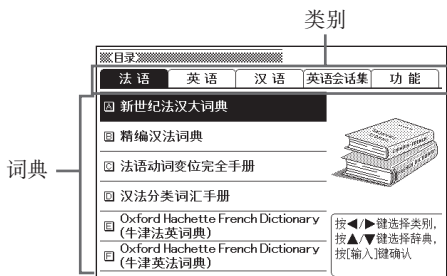 类别
※目录※
法语 英语 汉语 英语会话集 功能
词典
A 新世纪法汉大词典
B 精编汉法词典
C 法语动词变位完全手册
D 汉法分类词汇手册
E Oxford Hachette French Dictionary
(牛津法英词典)
F Oxford Hachette French Dictionary
(牛津英法词典)
按◀/▶键选择类别,
按▲/▼键选择辞典,
按[输入]键确认